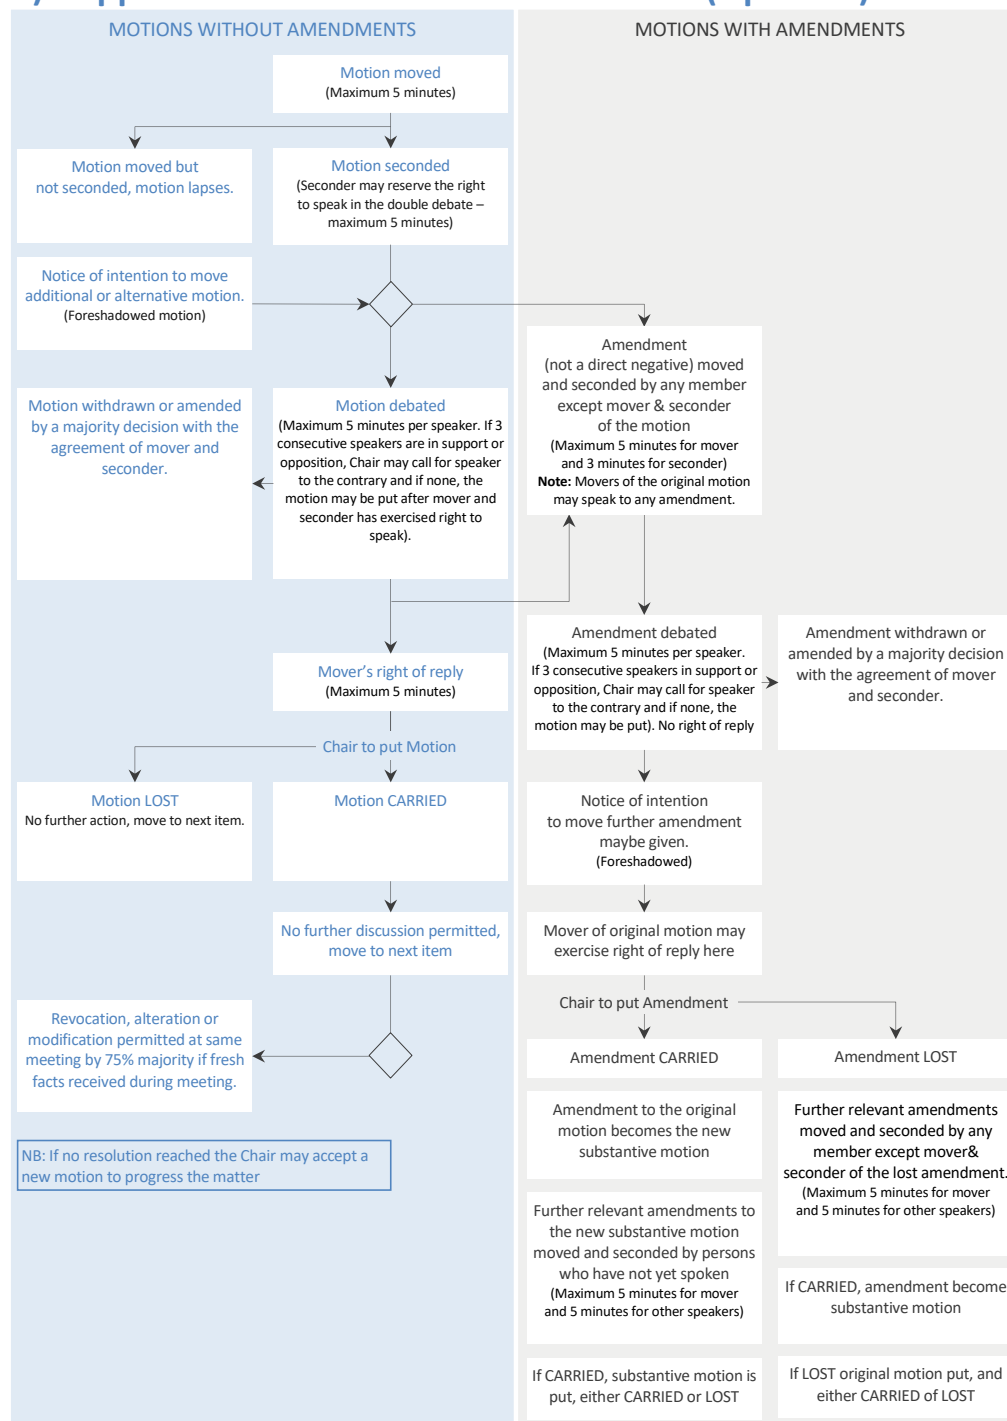 MOTIONS WITHOUT AMENDMENTS
Motion moved
(Maximum 5 minutes)
Motion moved but
not seconded, motion lapses.
Motion seconded
(Seconder may reserve the right
to speak in the double debate –
maximum 5 minutes)
Notice of intention to move
additional or alternative motion.
(Foreshadowed motion)
Motion withdrawn or amended
by a majority decision with the
agreement of mover and
seconder.
Motion debated
(Maximum 5 minutes per speaker. If 3
consecutive speakers are in support or
opposition, Chair may call for speaker
to the contrary and if none, the
motion may be put after mover and
seconder has exercised right to
speak).
Mover’s right of reply
(Maximum 5 minutes)
Chair to put Motion
Motion LOST
No further action, move to next item.
Motion CARRIED
No further discussion permitted,
move to next item
Revocation, alteration or
modification permitted at same
meeting by 75% majority if fresh
facts received during meeting.
NB: If no resolution reached the Chair may accept a
new motion to progress the matter
MOTIONS WITH AMENDMENTS
Amendment
(not a direct negative) moved
and seconded by any member
except mover & seconder
of the motion
(Maximum 5 minutes for mover
and 3 minutes for seconder)
Note: Movers of the original motion
may speak to any amendment.
Amendment debated
(Maximum 5 minutes per speaker.
If 3 consecutive speakers in support or
opposition, Chair may call for speaker
to the contrary and if none, the
motion may be put). No right of reply
Amendment withdrawn or
amended by a majority decision
with the agreement of mover
and seconder.
Notice of intention
to move further amendment
maybe given.
(Foreshadowed)
Mover of original motion may
exercise right of reply here
Chair to put Amendment
Amendment CARRIED
Amendment LOST
Amendment to the original
motion becomes the new
substantive motion
Further relevant amendments to
the new substantive motion
moved and seconded by persons
who have not yet spoken
(Maximum 5 minutes for mover
and 5 minutes for other speakers)
If CARRIED, substantive motion is
put, either CARRIED or LOST
Further relevant amendments
moved and seconded by any
member except mover&
seconder of the lost amendment.
(Maximum 5 minutes for mover
and 5 minutes for other speakers)
If CARRIED, amendment become
substantive motion
If LOST original motion put, and
either CARRIED of LOST